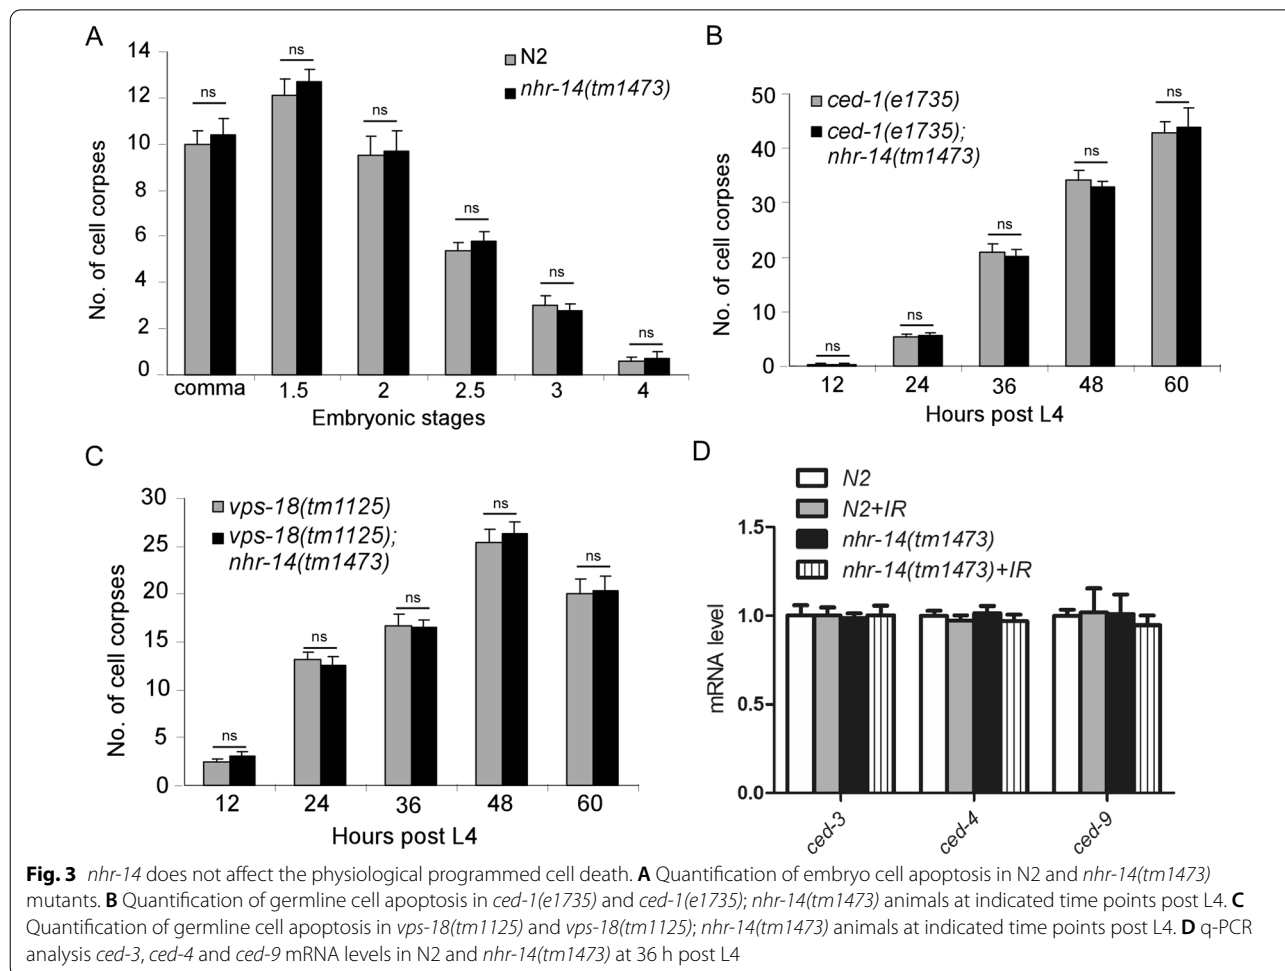 A
14
12
10
8
6
4
2
0
No. of cell corpses
ns
ns
ns
ns
ns
ns
N2
nhr-14(tm1473)
comma 1.5 2 2.5 3 4
Embryonic stages
B
50
40
30
20
10
0
No. of cell corpses
ns
ns
ns
ns
ns
ced-1(e1735)
ced-1(e1735);
nhr-14(tm1473)
12 24 36 48 60
Hours post L4
C
30
25
20
15
10
5
0
No. of cell corpses
ns
ns
ns
ns
ns
vps-18(tm1125)
vps-18(tm1125);
nhr-14(tm1473)
12 24 36 48 60
Hours post L4
D
N2
N2+IR
nhr-14(tm1473)
nhr-14(tm1473)+IR
1.5
1.0
0.5
0.0
mRNA level
ced-3 ced-4 ced-9
Fig. 3 nhr-14 does not affect the physiological programmed cell death. A Quantification of embryo cell apoptosis in N2 and nhr-14(tm1473)
mutants. B Quantification of germline cell apoptosis in ced-1(e1735) and ced-1(e1735); nhr-14(tm1473) animals at indicated time points post L4. C
Quantification of germline cell apoptosis in vps-18(tm1125) and vps-18(tm1125); nhr-14(tm1473) animals at indicated time points post L4. D q-PCR
analysis ced-3, ced-4 and ced-9 mRNA levels in N2 and nhr-14(tm1473) at 36 h post L4